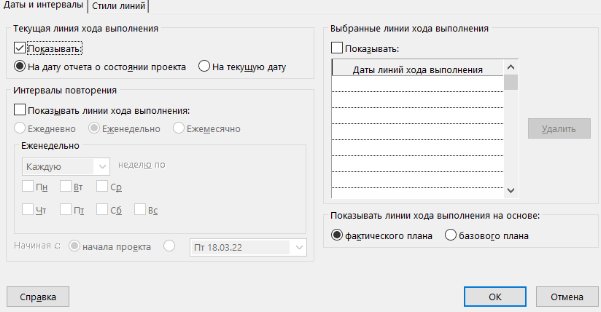 Даты и интервалы
Стили линий
Текущая линия хода выполнения
Показывать:
На дату отчета о состоянии проекта
На текущую дату
Интервалы повторения
Показывать линии хода выполнения:
Ежедневно
Еженедельно
Ежемесячно
Еженедельно
Каждую
неделю по
Пн
Вт
Ср
Чт
Пт
Сб
Вс
Начиная с:
начала проекта
Пт 18.03.22
Выбранные линии хода выполнения
Показывать:
Даты линий хода выполнения
Удалить
Показывать линии хода выполнения на основе:
фактического плана
базового плана
Справка
ОК
Отмена